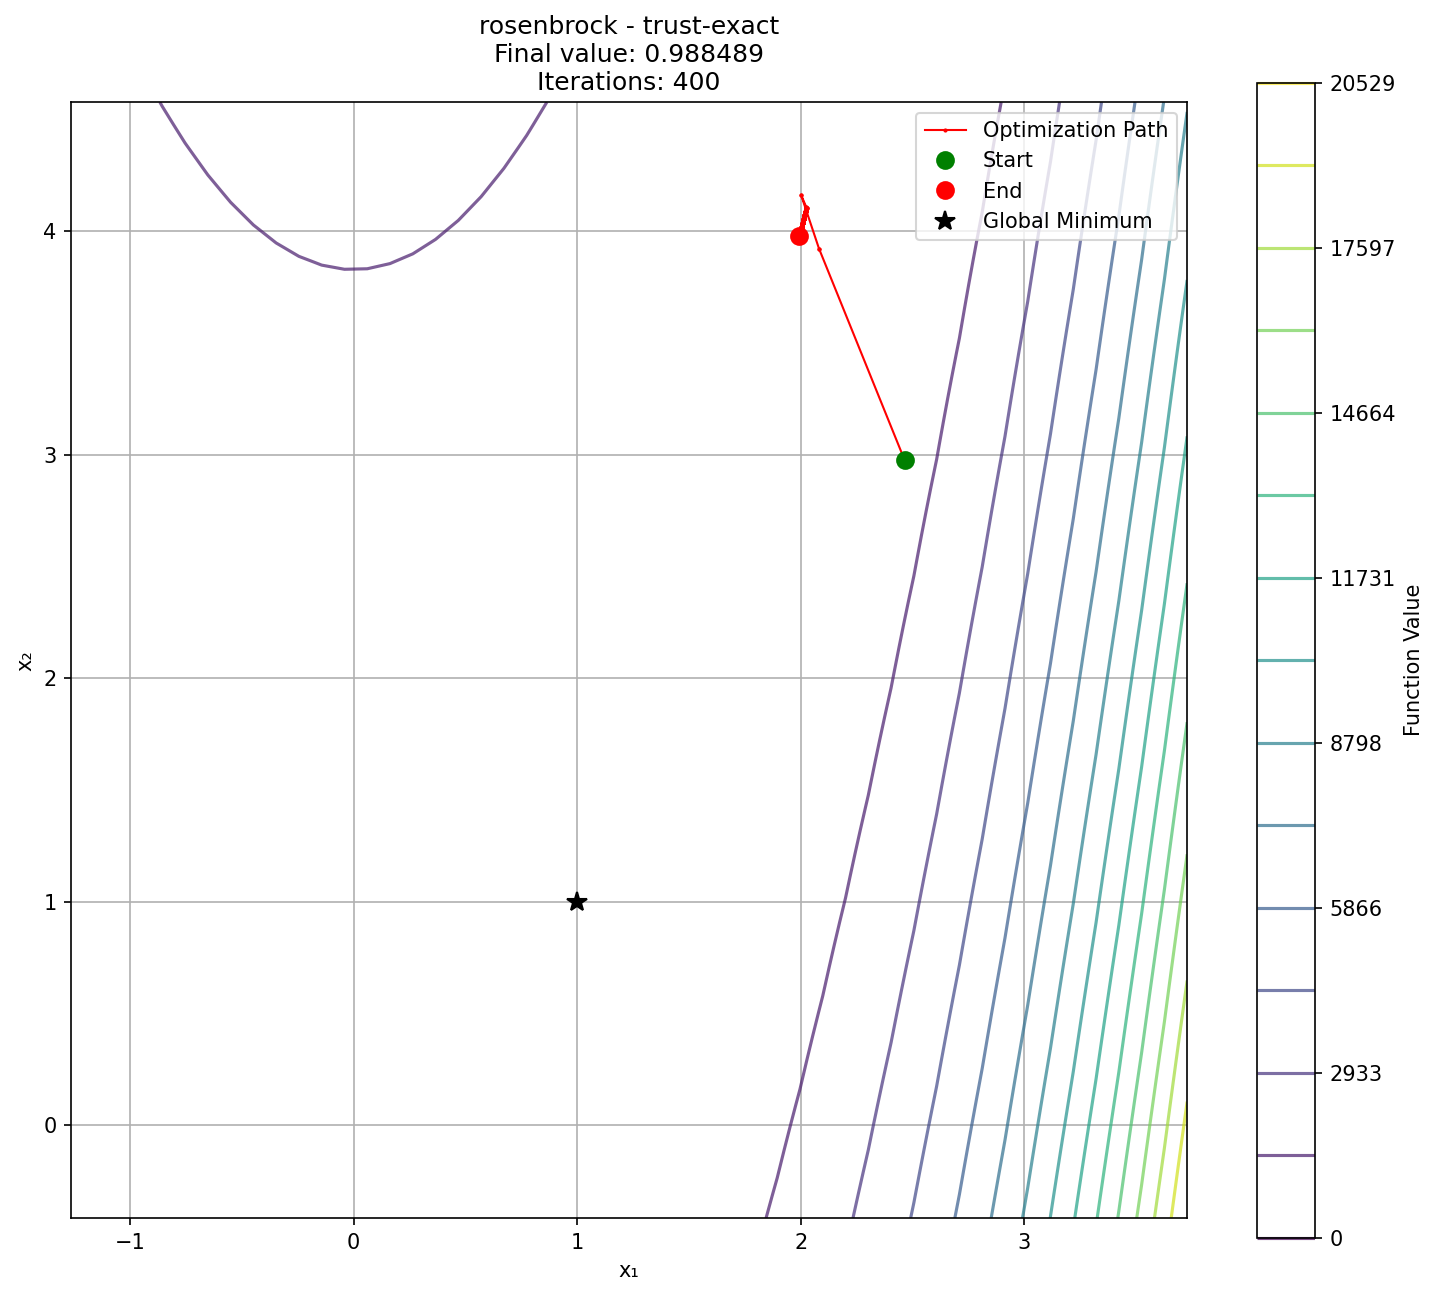 rosenbrock - trust-exact
Final value: 0.988489
Iterations: 400
Optimization Path
Start
End
Global Minimum
4
3
2
1
0
x₂
−1
0
1
2
3
x₁
20529
17597
14664
11731
8798
5866
2933
0
Function Value